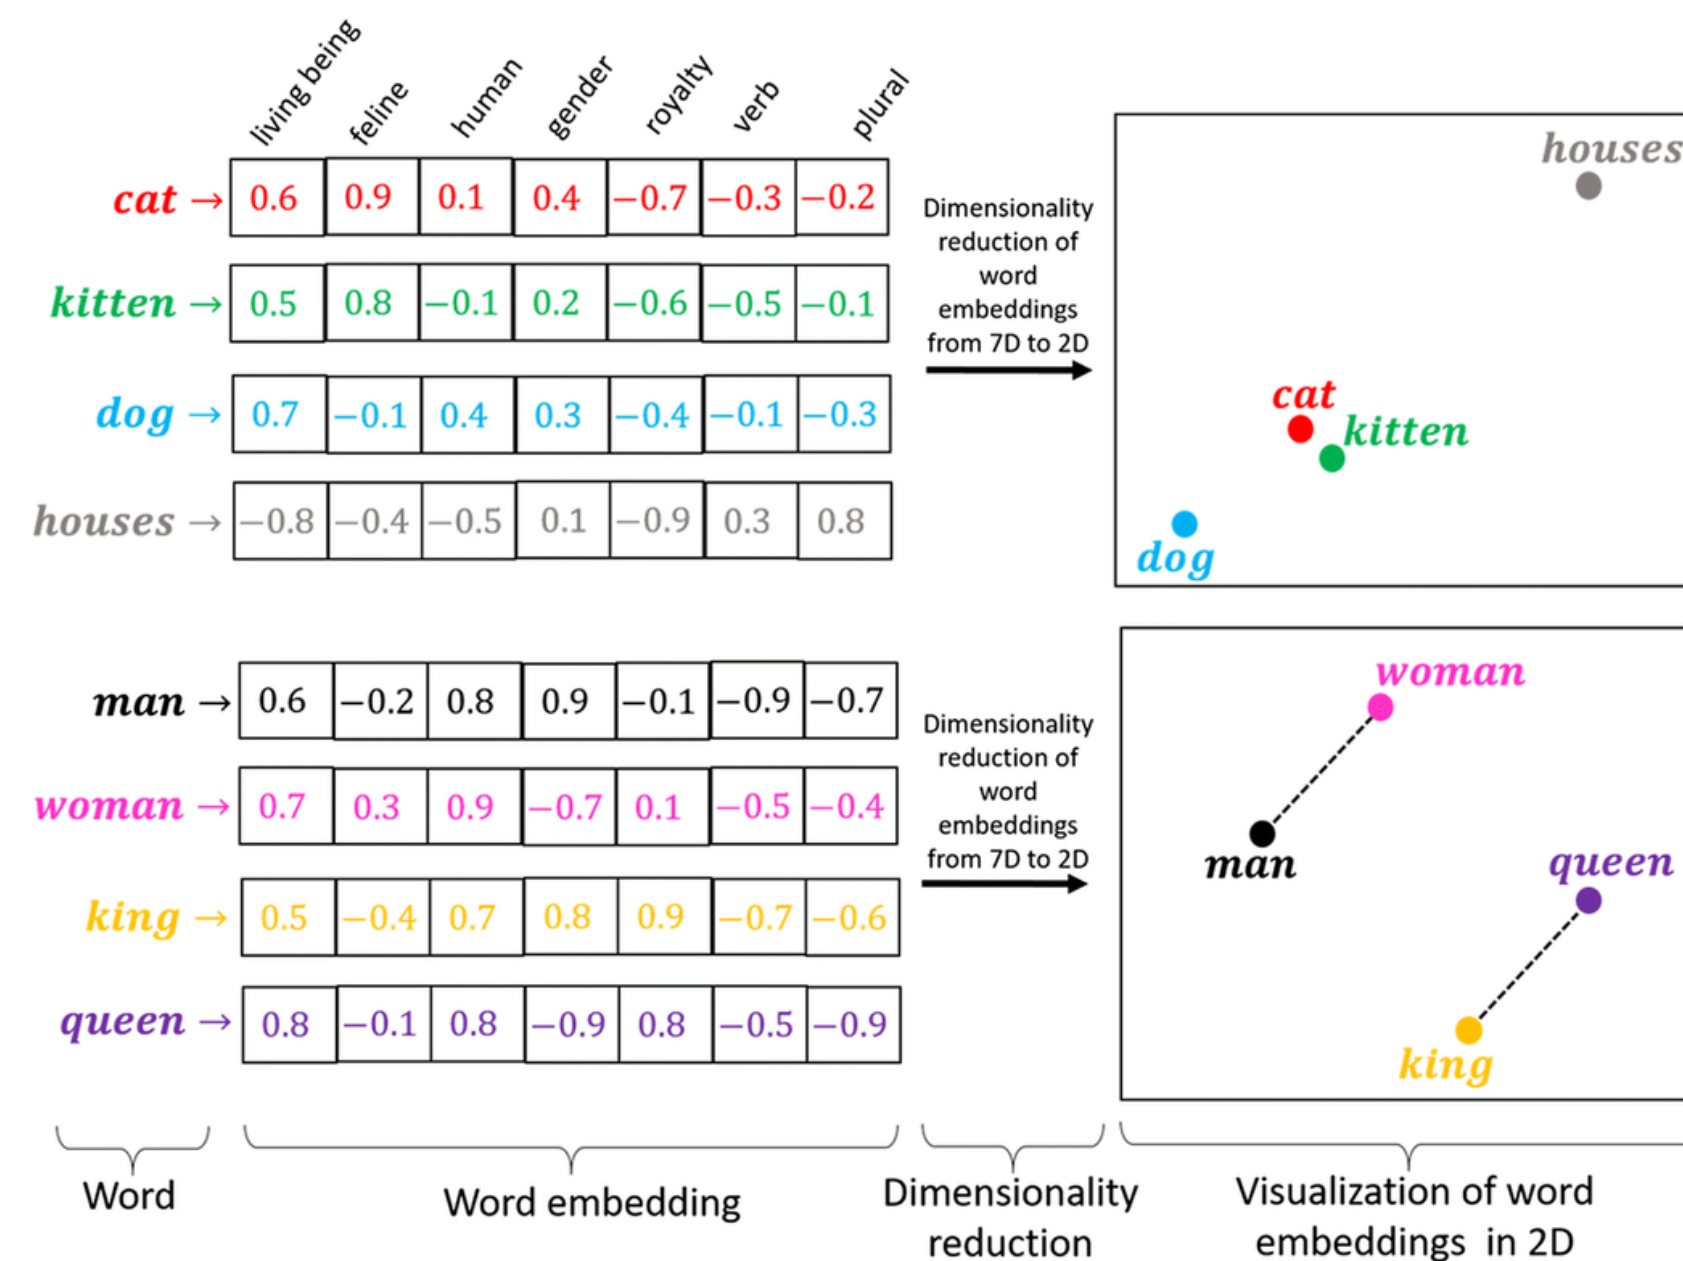 living being feline human gender royalty verb plural
cat → 0.6 0.9 0.1 0.4 −0.7 −0.3 −0.2
kitten → 0.5 0.8 −0.1 0.2 −0.6 −0.5 −0.1
dog → 0.7 −0.1 0.4 0.3 −0.4 −0.1 −0.3
houses → −0.8 −0.4 −0.5 0.1 −0.9 0.3 0.8
Dimensionality
reduction of
word
embeddings
from 7D to 2D
houses
cat
kitten
dog
man → 0.6 −0.2 0.8 0.9 −0.1 −0.9 −0.7
woman → 0.7 0.3 0.9 −0.7 0.1 −0.5 −0.4
king → 0.5 −0.4 0.7 0.8 0.9 −0.7 −0.6
queen → 0.8 −0.1 0.8 −0.9 0.8 −0.5 −0.9
Dimensionality
reduction of
word
embeddings
from 7D to 2D
woman
man
queen
king
Word
Word embedding
Dimensionality
reduction
Visualization of word
embeddings in 2D